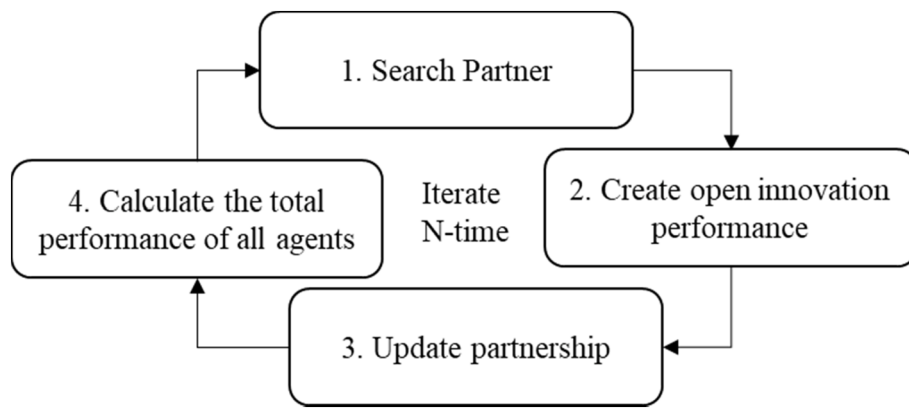 1. Search Partner
2. Create open innovation
performance
3. Update partnership
4. Calculate the total
performance of all agents
Iterate
N-time